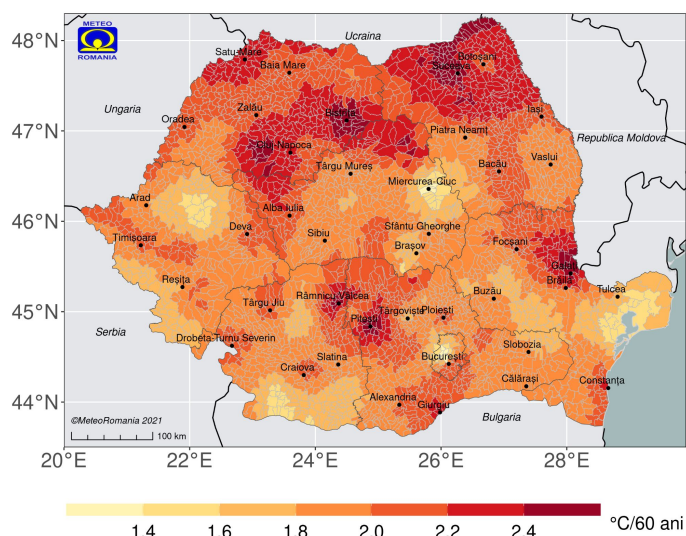 METEO
ROMANIA
48°N
47°N
46°N
45°N
44°N
Ucraina
Satu-Mare
Baia Mare
Botoșani
Suceava
Ungaria
Zalău
Bistrița
Iași
Oradea
Piatra Neamț
Republica Moldova
Cluj-Napoca
Târgu Mureș
Bacău
Vaslui
Miercurea-Ciuc
Arad
Alba Iulia
Deva
Sibiu
Sfântu Gheorghe
Timișoara
Brașov
Focșani
Galați
Reșița
Brăila
Tulcea
Râmnicu-Vâlcea
Buzău
Târgu Jiu
Pitești
Târgoviște
Ploiești
Serbia
Drobeta-Turnu Severin
Slobozia
Slatina
București
Craiova
Călărași
Constanța
Alexandria
Giurgiu
Bulgaria
©MeteoRomania 2021
100 km
20°E 22°E 24°E 26°E 28°E
1.4 1.6 1.8 2.0 2.2 2.4
°C/60 ani